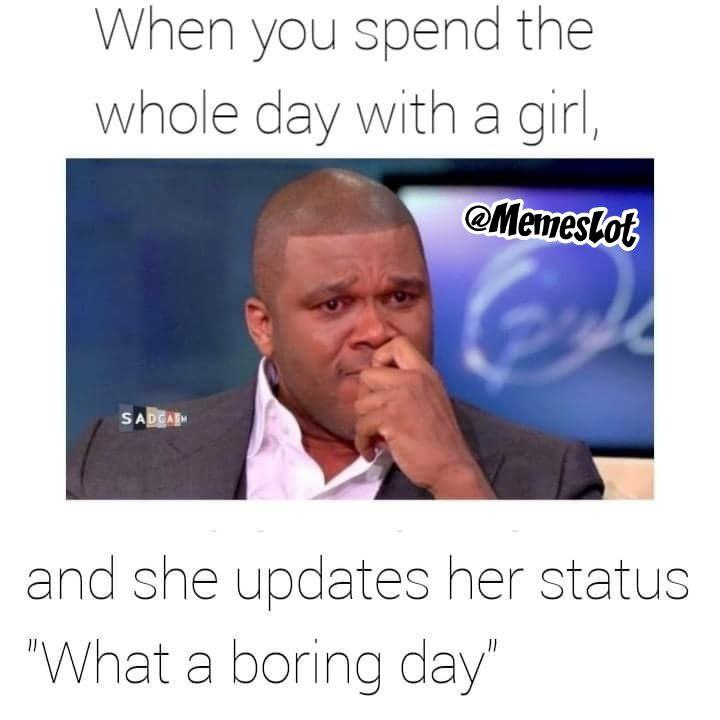 When you spend the
whole day with a girl,
@MemesLot
SADCASM
and she updates her status
"What a boring day"